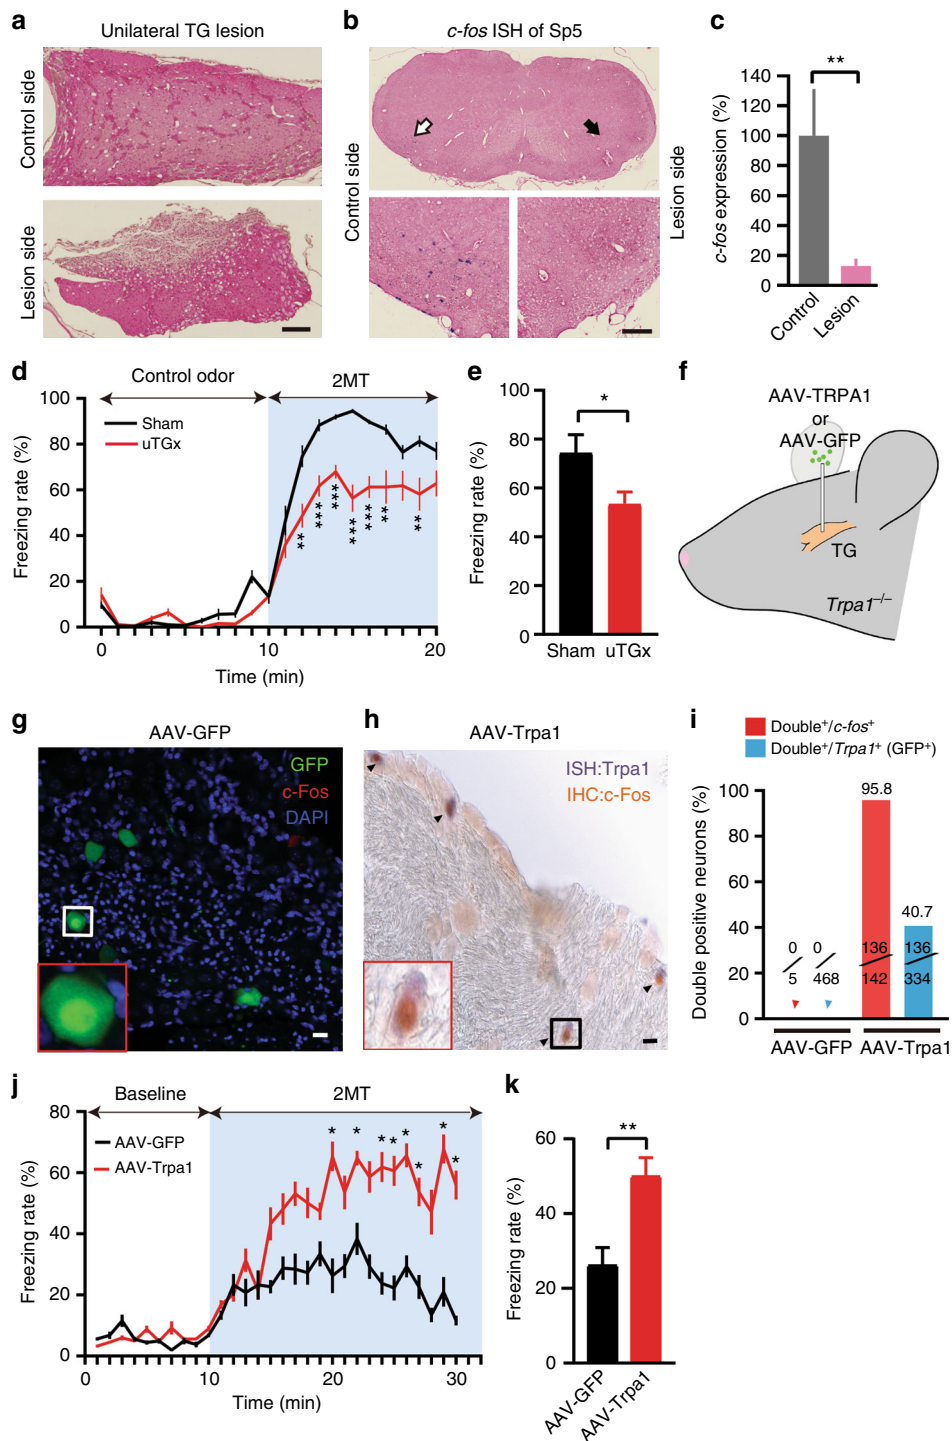 a
Unilateral TG lesion
Control side
Lesion side
b
c-fos ISH of Sp5
Control side
Lesion side
c
c-fos expression (%)
140
120
100
80
60
40
20
0
**
Control
Lesion
d
Control odor
2MT
Freezing rate (%)
100
80
60
40
20
0
Sham
uTGx
**
***
***
***
***
**
**
0
10
20
Time (min)
e
Freezing rate (%)
100
80
60
40
20
0
*
Sham
uTGx
f
AAV-TRPA1
or
AAV-GFP
TG
Trpa1–/–
g
AAV-GFP
GFP
c-Fos
DAPI
h
AAV-Trpa1
ISH:Trpa1
IHC:c-Fos
i
Double+/c-fos+
Double+/Trpa1+ (GFP+)
Double positive neurons (%)
100
80
60
40
20
0
95.8
40.7
0
5
0
468
136
142
136
334
AAV-GFP
AAV-Trpa1
j
Baseline
2MT
Freezing rate (%)
80
60
40
20
0
AAV-GFP
AAV-Trpa1
* * * * * * * *
0
10
20
30
Time (min)
k
Freezing rate (%)
60
40
20
0
**
AAV-GFP
AAV-Trpa1